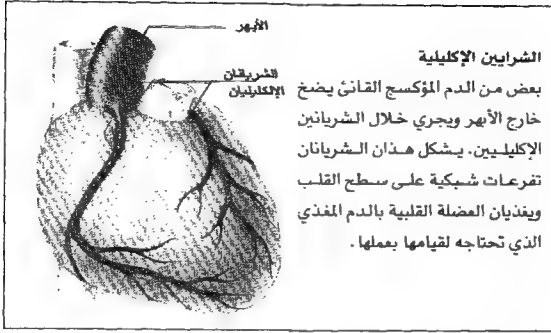 الشرايين الإكليلية
بعض من الدم المؤكسج القانئ يضخ
خارج الأبهر ويجري خلال الشريانين
الإكليليين. يشكل هذان الشريانان
تفرعات شبكية على سطح القلب
ويغذيان العضلة القلبية بالدم المغذي
الذي تحتاجه لقيامها بعملها.
الأبهر
الشريانان
الإكليليان